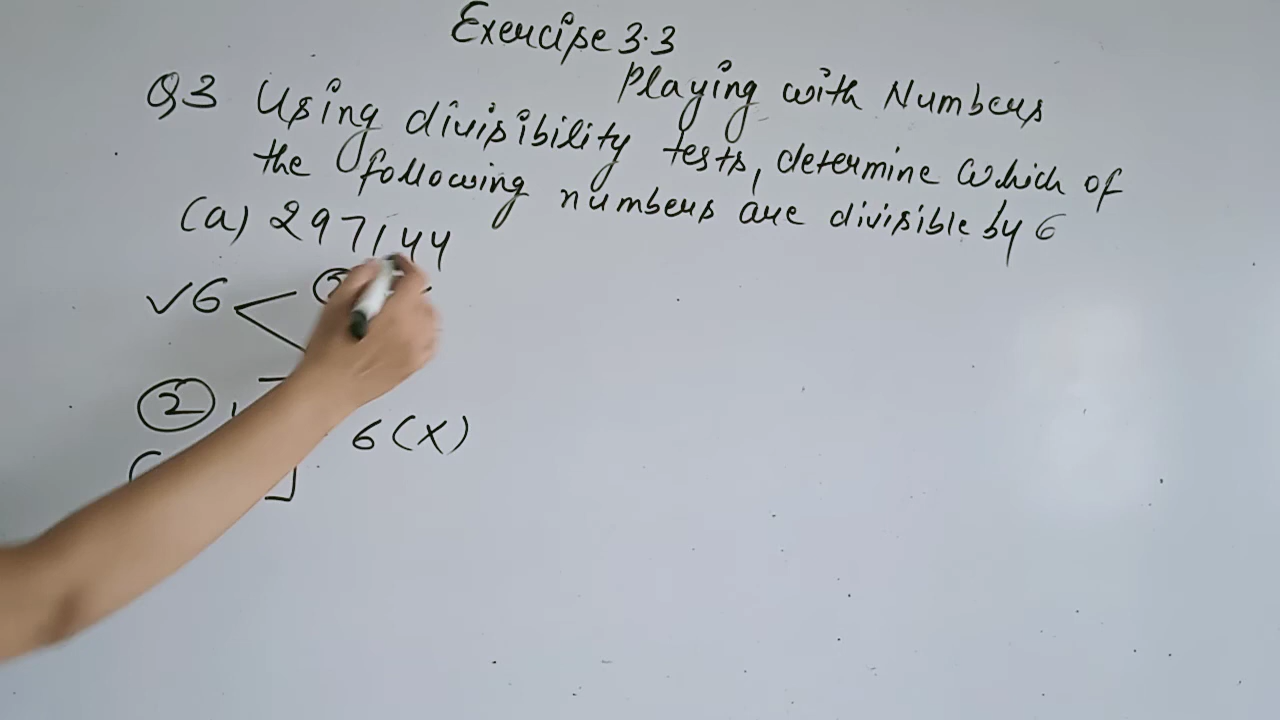 Exercise 3.3
Playing with Numbers
Q3 Using divisibility tests, determine which of
the following numbers are divisible by 6
(a) 297144
✓6
2
6(X)